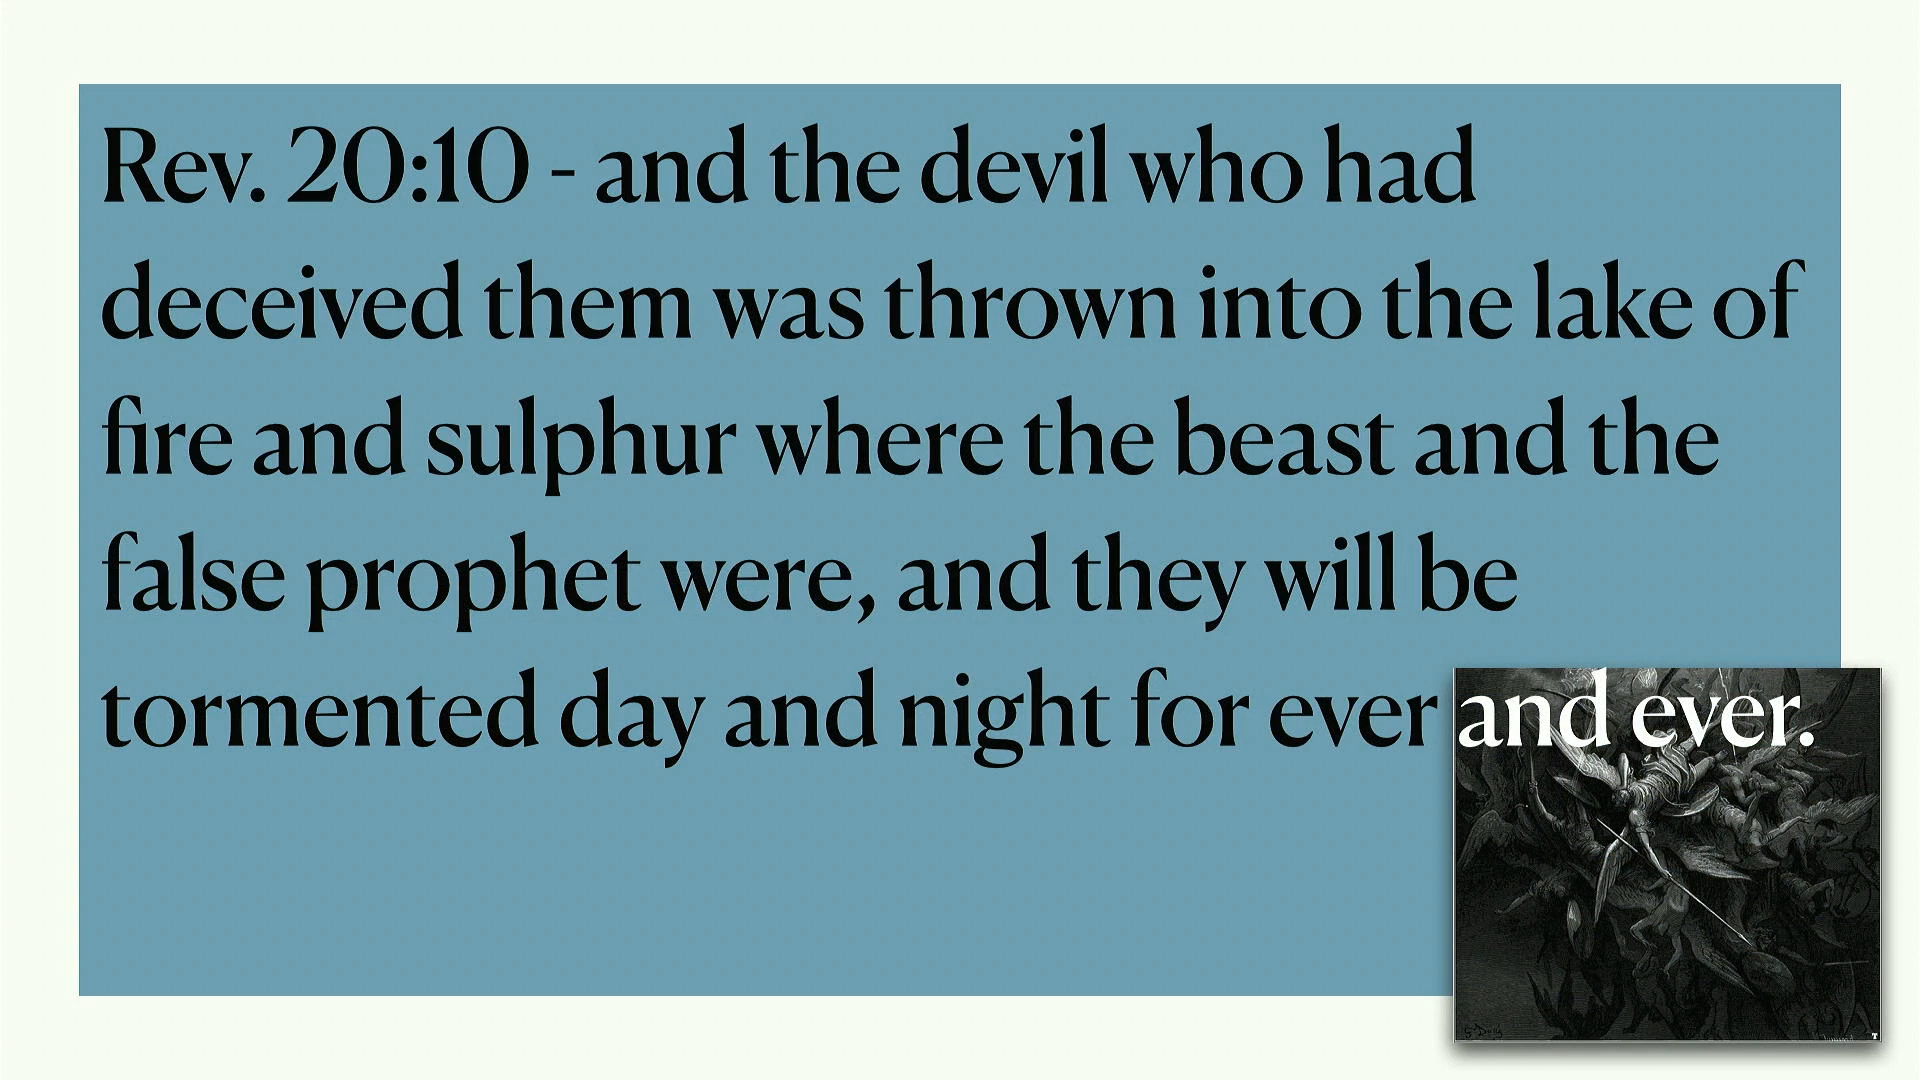 Rev. 20:10 - and the devil who had
deceived them was thrown into the lake of
fire and sulphur where the beast and the
false prophet were, and they will be
tormented day and night for ever and ever.
G. Doré